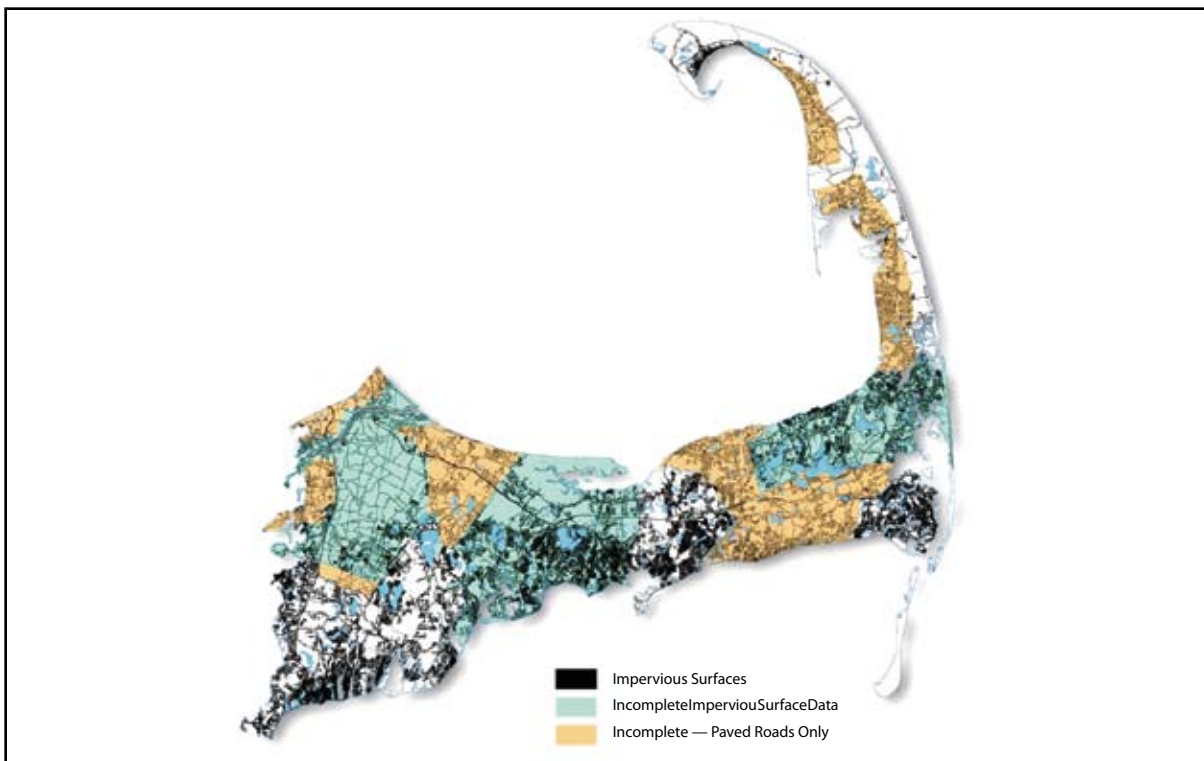 Impervious Surfaces
IncompleteImperviouSurfaceData
Incomplete — Paved Roads Only